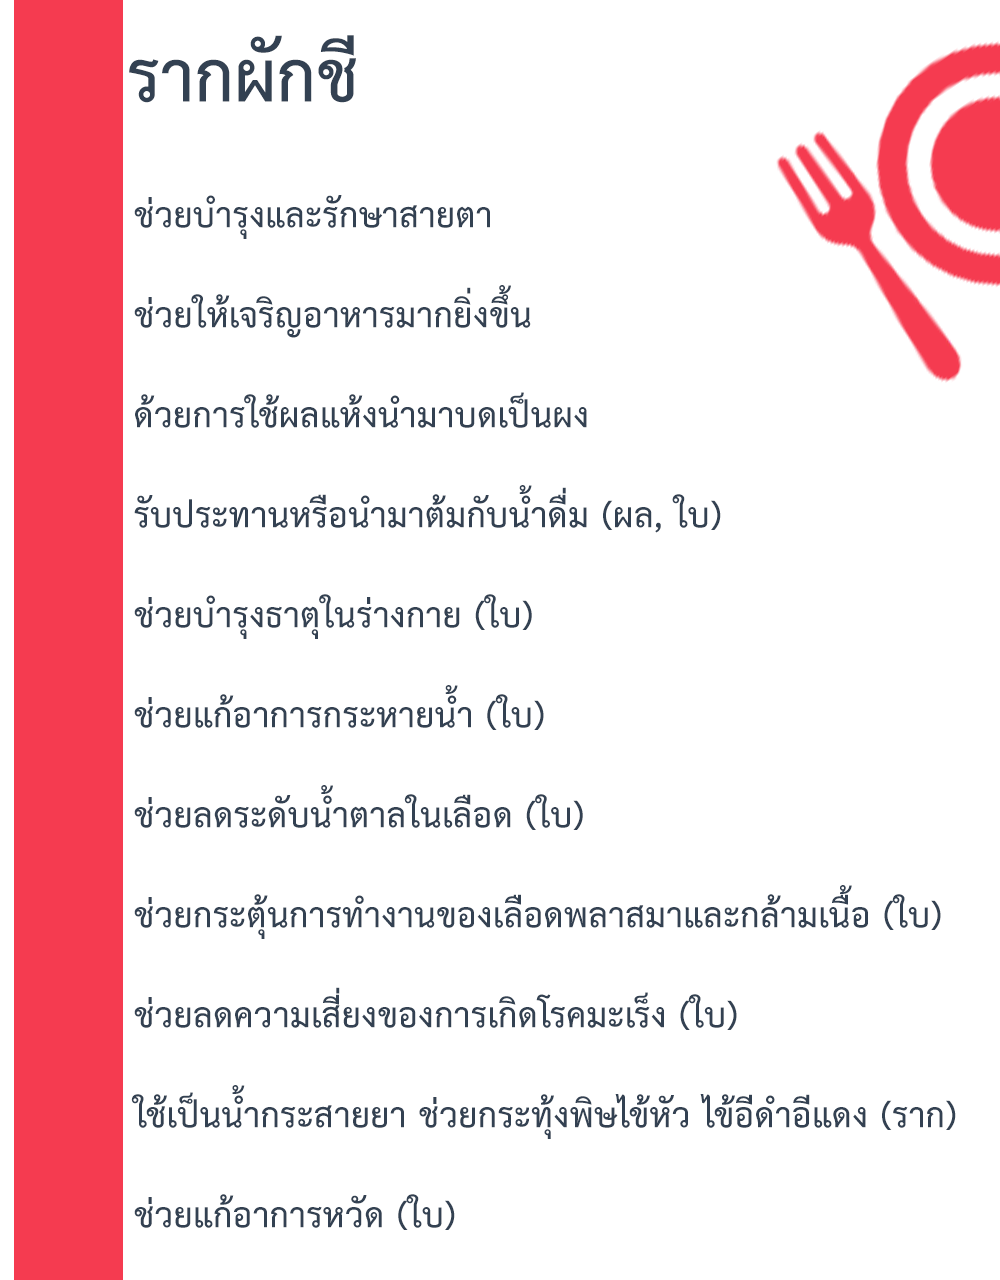 รากผักชี
ช่วยบำรุงและรักษาสายตา
ช่วยให้เจริญอาหารมากยิ่งขึ้น
ด้วยการใช้ผลแห้งนำมาบดเป็นผง
รับประทานหรือนำมาต้มกับน้ำดื่ม (ผล, ใบ)
ช่วยบำรุงธาตุในร่างกาย (ใบ)
ช่วยแก้อาการกระหายน้ำ (ใบ)
ช่วยลดระดับน้ำตาลในเลือด (ใบ)
ช่วยกระตุ้นการทำงานของเลือดพลาสมาและกล้ามเนื้อ (ใบ)
ช่วยลดความเสี่ยงของการเกิดโรคมะเร็ง (ใบ)
ใช้เป็นน้ำกระสายยา ช่วยกระทุ้งพิษไข้หัว ไข้อีดำอีแดง (ราก)
ช่วยแก้อาการหวัด (ใบ)